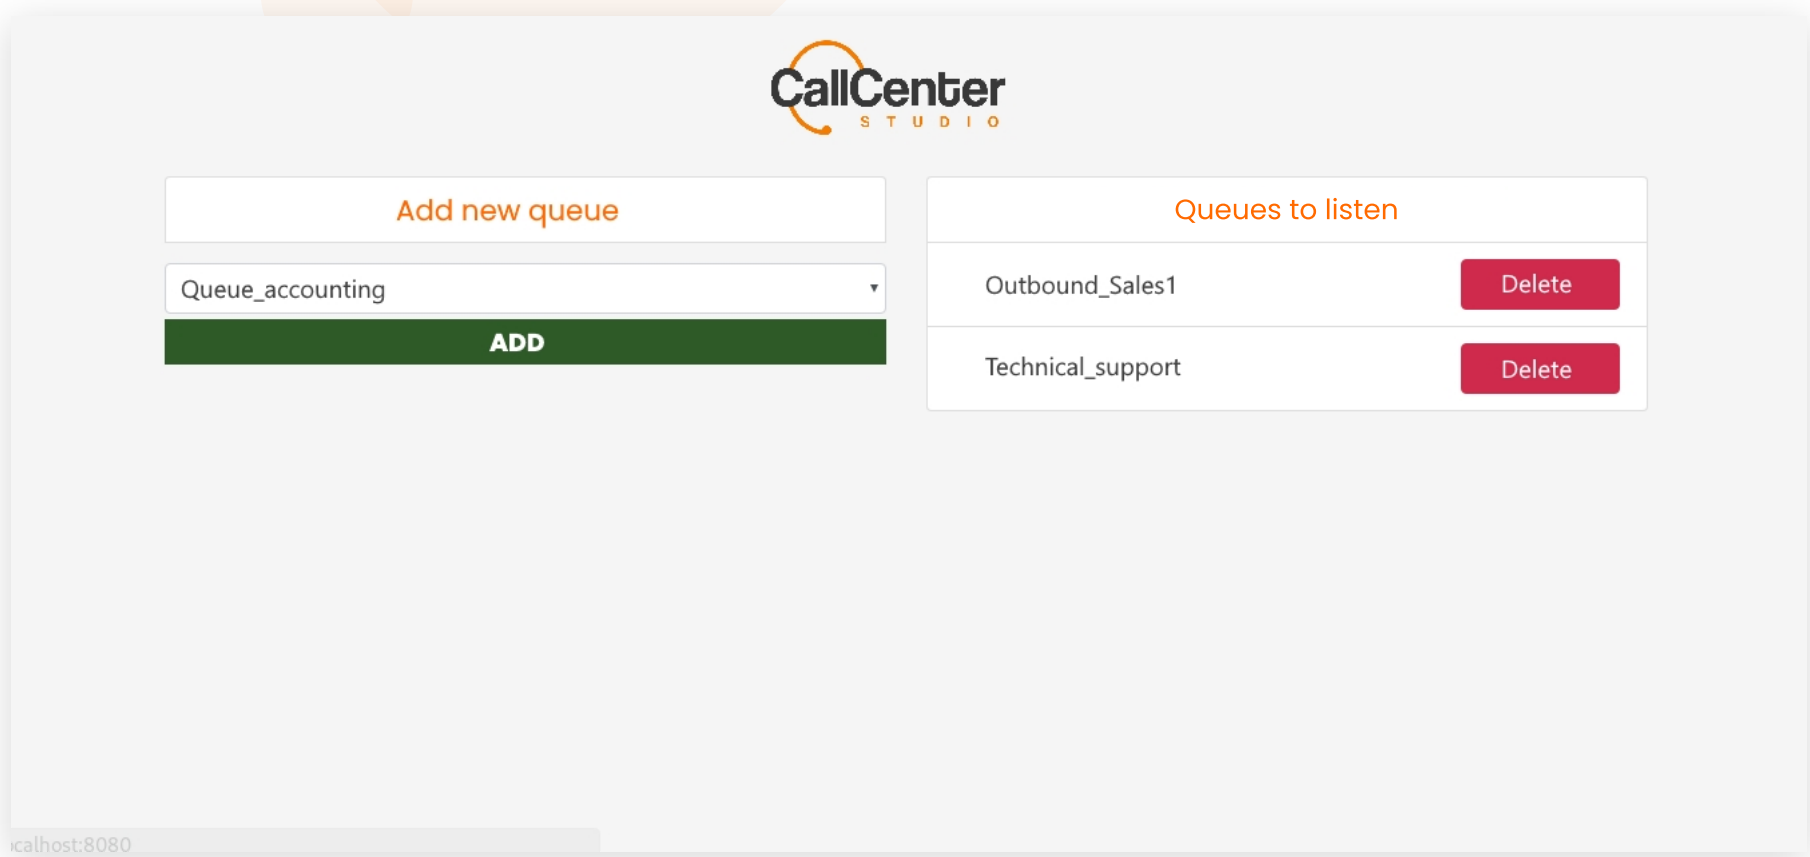 CallCenter
STUDIO
Add new queue
Queue_accounting
ADD
Queues to listen
Outbound_Sales1
Delete
Technical_support
Delete
calhost:8080